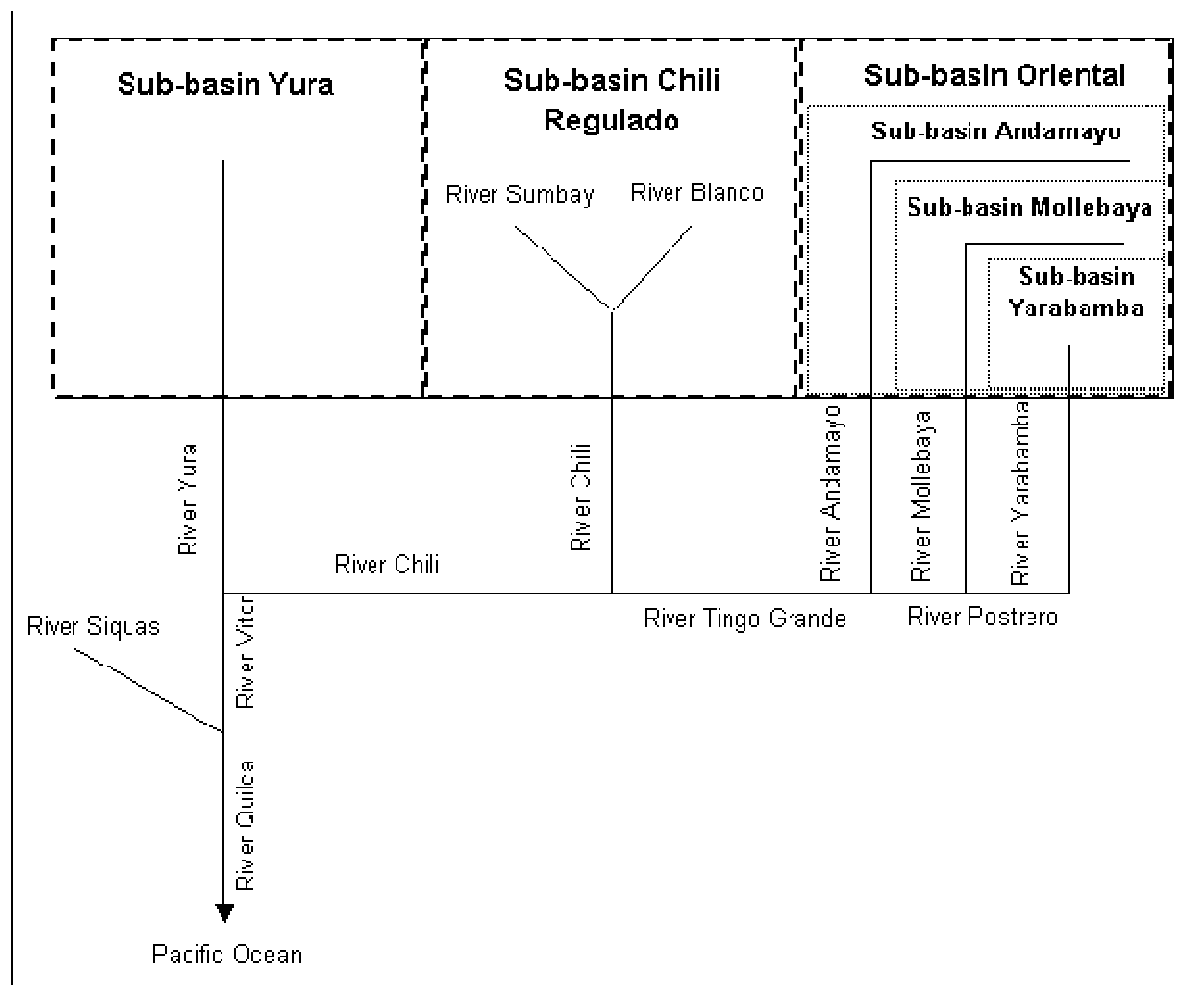 Sub-basin Yura
Sub-basin Chili
Regulado
Sub-basin Oriental
Sub-basin Andamayo
River Sumbay
River Blanco
Sub-basin Mollebaya
Sub-basin
Yarabamba
River Yura
River Chili
River Andamayo
River Mollebaya
River Yarabamba
River Chili
River Tingo Grande
River Postrero
River Siguas
River Vitor
River Quilca
Pacific Ocean